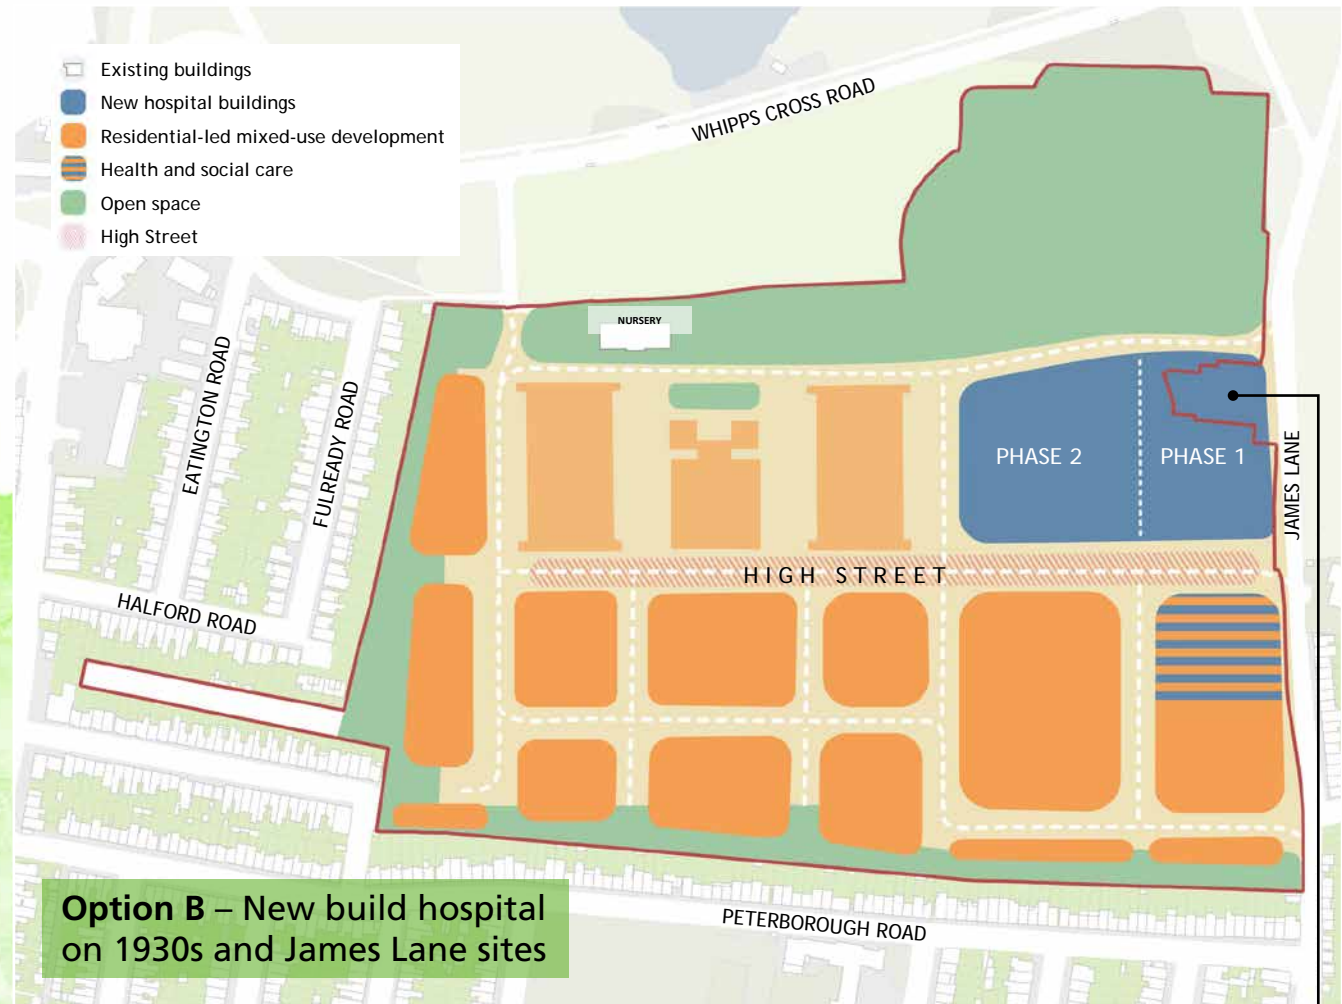 Existing buildings
New hospital buildings
Residential-led mixed-use development
Health and social care
Open space
High Street
WHIPPS CROSS ROAD
NURSERY
EATINGTON ROAD
FULREADY ROAD
PHASE 2
PHASE 1
JAMES LANE
HIGH STREET
HALFORD ROAD
Option B – New build hospital
on 1930s and James Lane sites
PETERBOROUGH ROAD